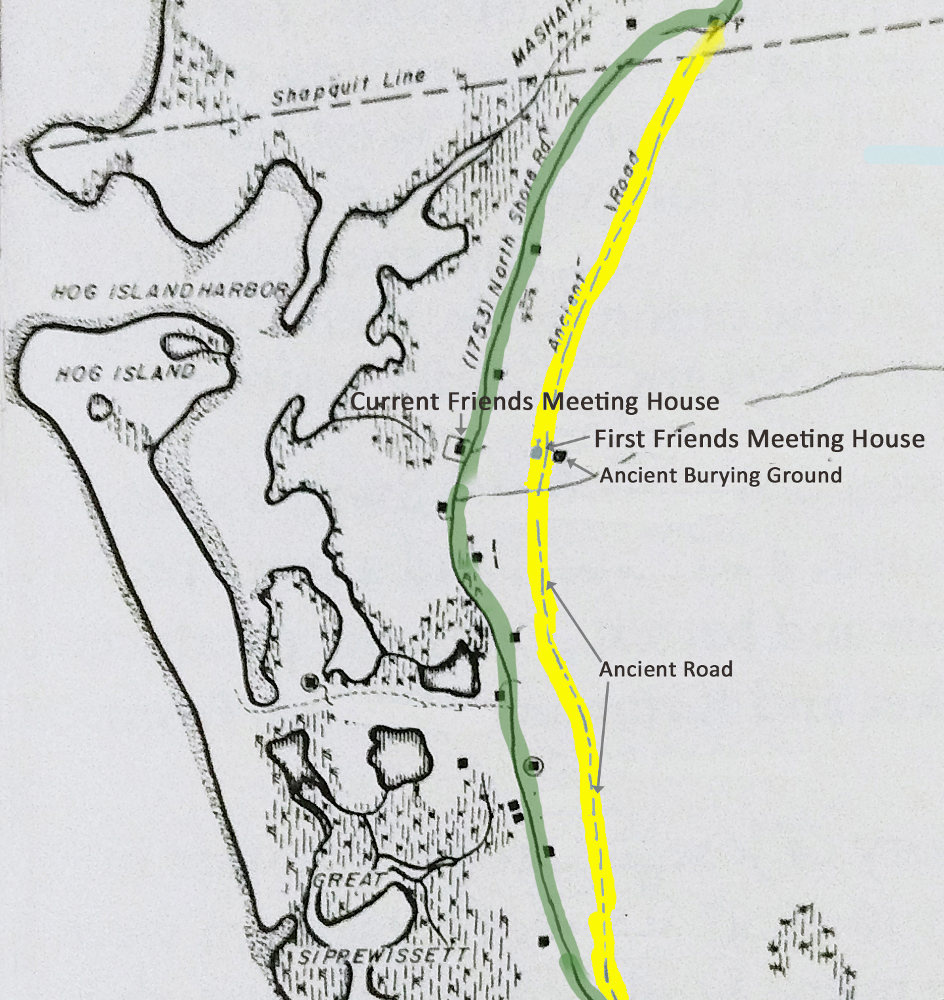 MASHAP
Shapquit Line
(1753) North Shore Rd.
Ancient Road
HOG ISLAND HARBOR
HOG ISLAND
Current Friends Meeting House
First Friends Meeting House
Ancient Burying Ground
Ancient Road
GREAT
SIPPEWISSETT